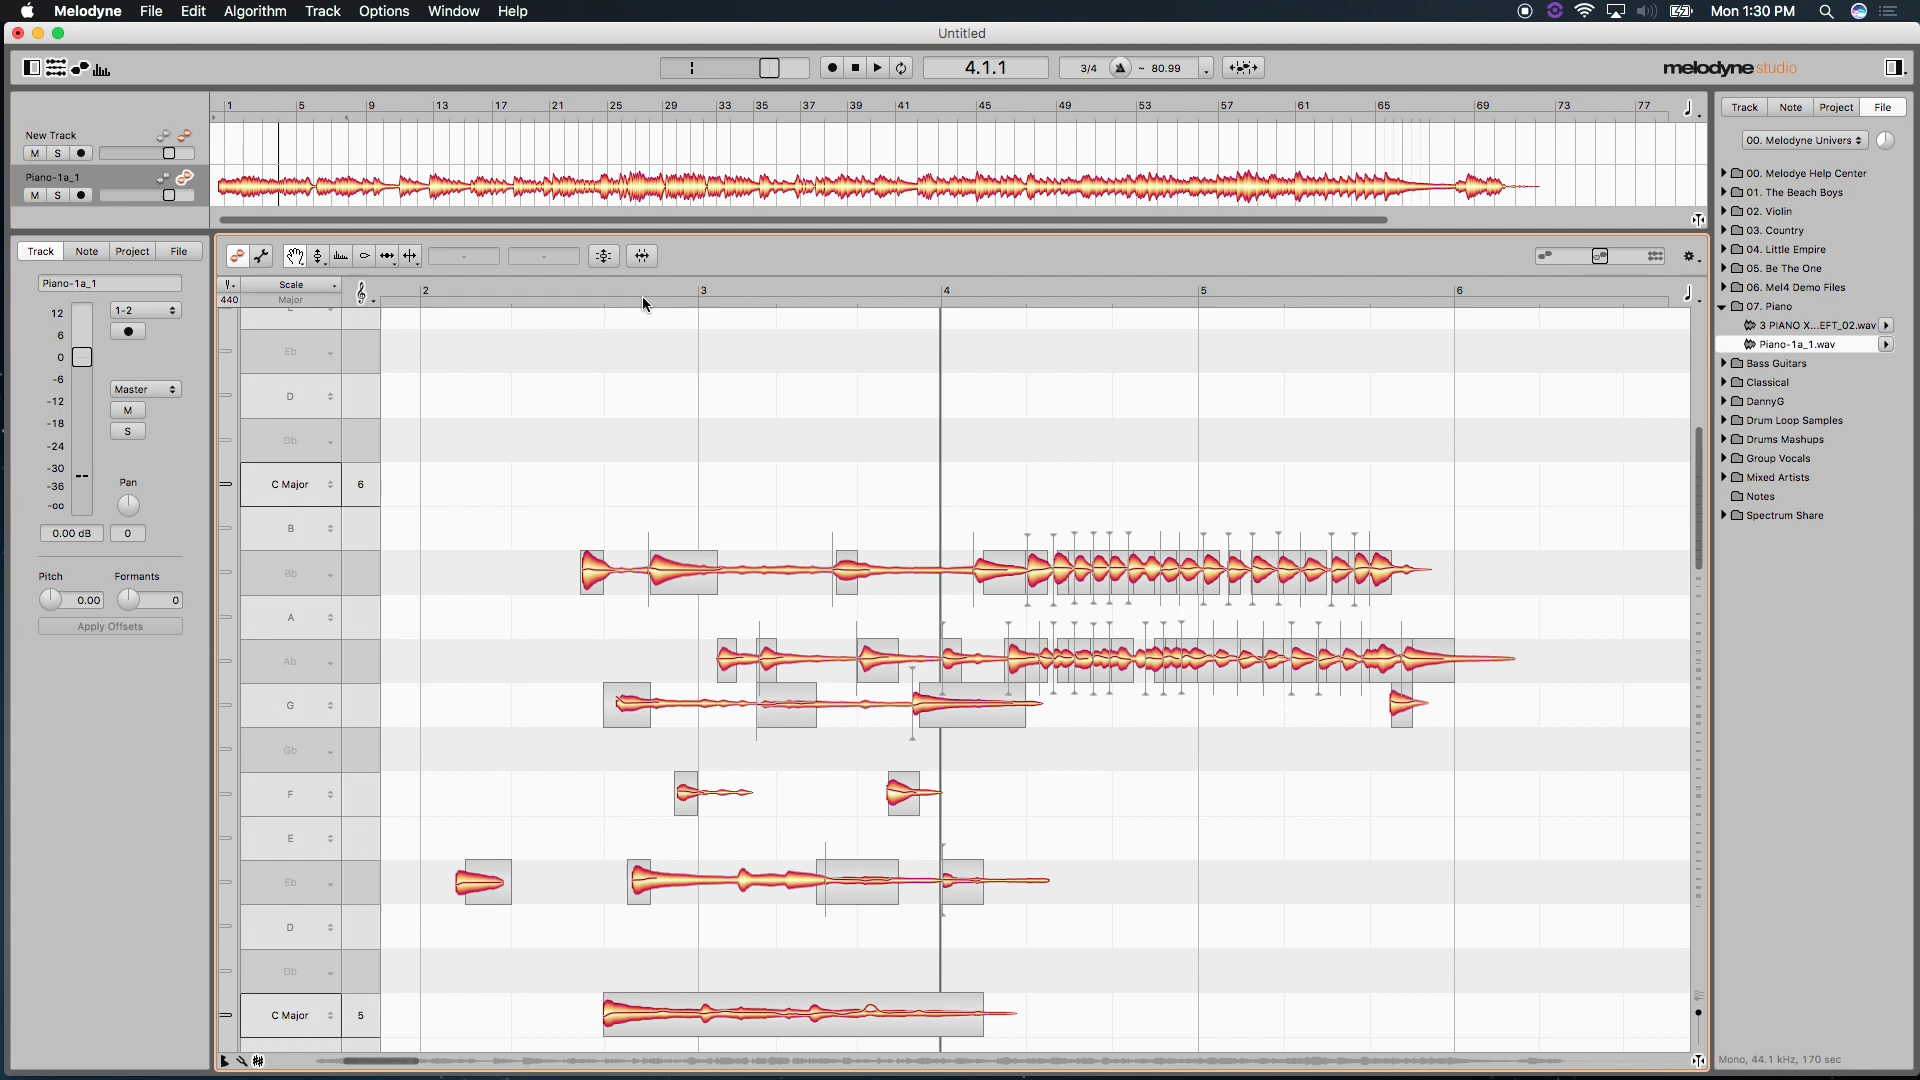 Melodyne File Edit Algorithm Track Options Window Help Mon 1:30 PM
Untitled
4.1.1 3/4 ~ 80.99 melodyne studio
1 5 9 13 17 21 25 29 33 35 37 39 41 45 49 53 57 61 65 69 73 77
New Track
M S
Piano-1a_1
M S
Track Note Project File
Piano-1a_1
12 1-2
6
0
-6
Master
-12
M
-18
S
-24
-30
-36
Pan
-oo
0.00 dB 0
Pitch Formants
0.00 0
Apply Offsets
- -
Scale
440 Major
2 3 4 5 6
Eb
D
Db
C Major 6
B
Bb
A
Ab
G
Gb
F
E
Eb
D
Db
C Major 5
Track Note Project File
00. Melodyne Univers
00. Melodye Help Center
01. The Beach Boys
02. Violin
03. Country
04. Little Empire
05. Be The One
06. Mel4 Demo Files
07. Piano
3 PIANO X...EFT_02.wav
Piano-1a_1.wav
Bass Guitars
Classical
DannyG
Drum Loop Samples
Drums Mashups
Group Vocals
Mixed Artists
Notes
Spectrum Share
Mono, 44.1 kHz, 170 sec